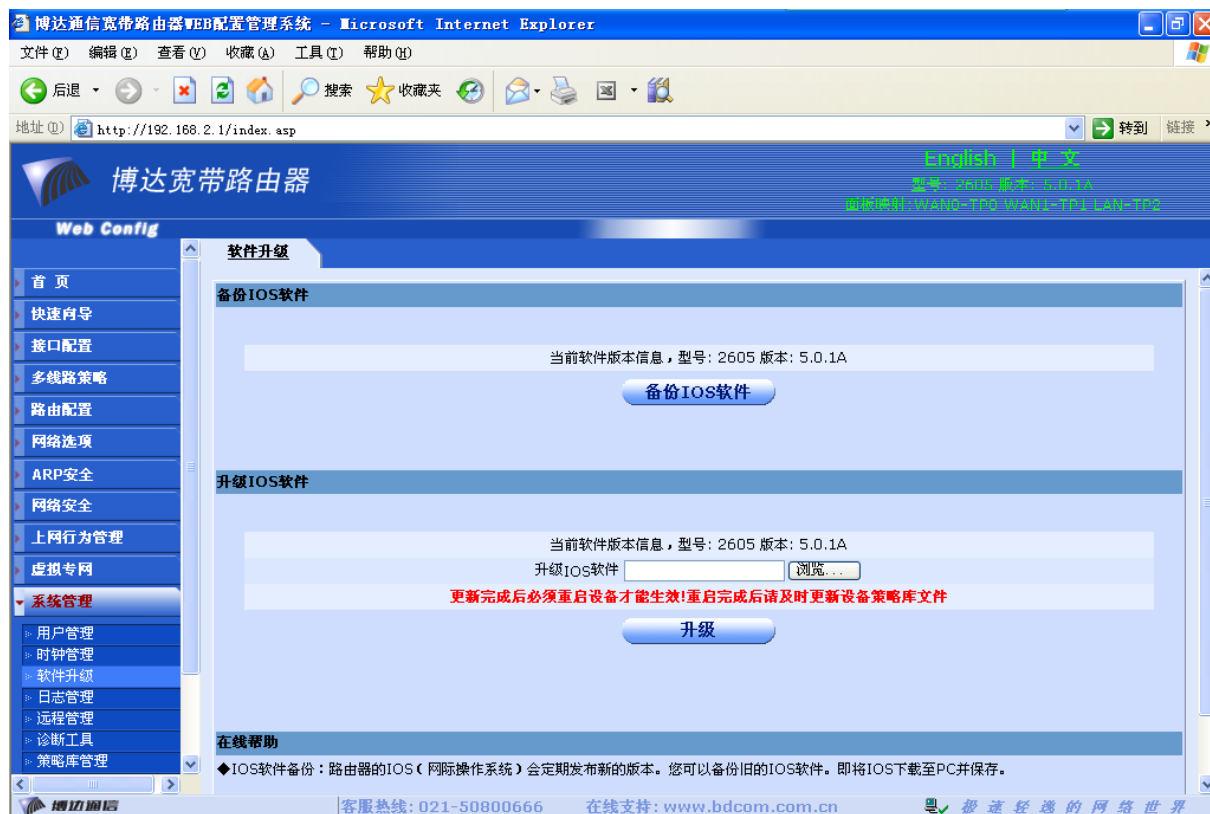 博达通信宽带路由器WEB配置管理系统 - Microsoft Internet Explorer
文件(F) 编辑(E) 查看(V) 收藏(A) 工具(T) 帮助(H)
后退 搜索 收藏夹
地址(D) http://192.168.2.1/index.asp 转到 链接
博达宽带路由器
English | 中 文
型号: 2605 版本: 5.0.1A
面板映射:WAN0-TP0 WAN1-TP1 LAN-TP2
Web Config
软件升级
首 页
快速向导
接口配置
多线路策略
路由配置
网络选项
ARP安全
网络安全
上网行为管理
虚拟专网
系统管理
用户管理
时钟管理
软件升级
日志管理
远程管理
诊断工具
策略库管理
备份IOS软件
当前软件版本信息，型号: 2605 版本: 5.0.1A
备份IOS软件
升级IOS软件
当前软件版本信息，型号: 2605 版本: 5.0.1A
升级IOS软件 浏览...
更新完成后必须重启设备才能生效!重启完成后请及时更新设备策略库文件
升级
在线帮助
◆IOS软件备份：路由器的IOS（网际操作系统）会定期发布新的版本。您可以备份旧的IOS软件。即将IOS下载至PC并保存。
博达通信 客服热线: 021-50800666 在线支持: www.bdcom.com.cn 极速轻逸的网络世界